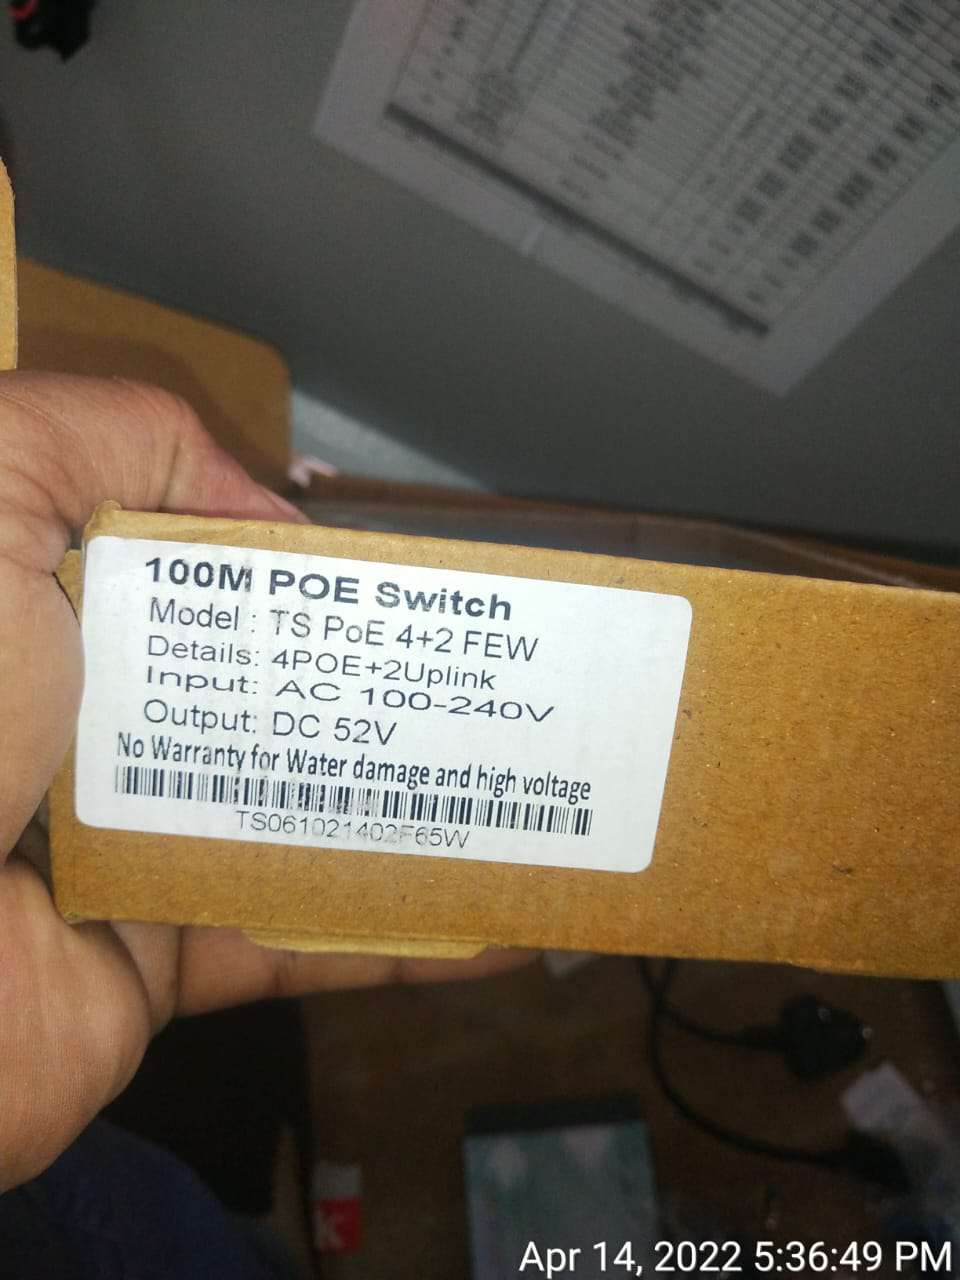 100M POE Switch
Model : TS PoE 4+2 FEW
Details: 4POE+2Uplink
Input: AC 100-240V
Output: DC 52V
No Warranty for Water damage and high voltage
TS061021402F65W
Apr 14, 2022 5:36:49 PM